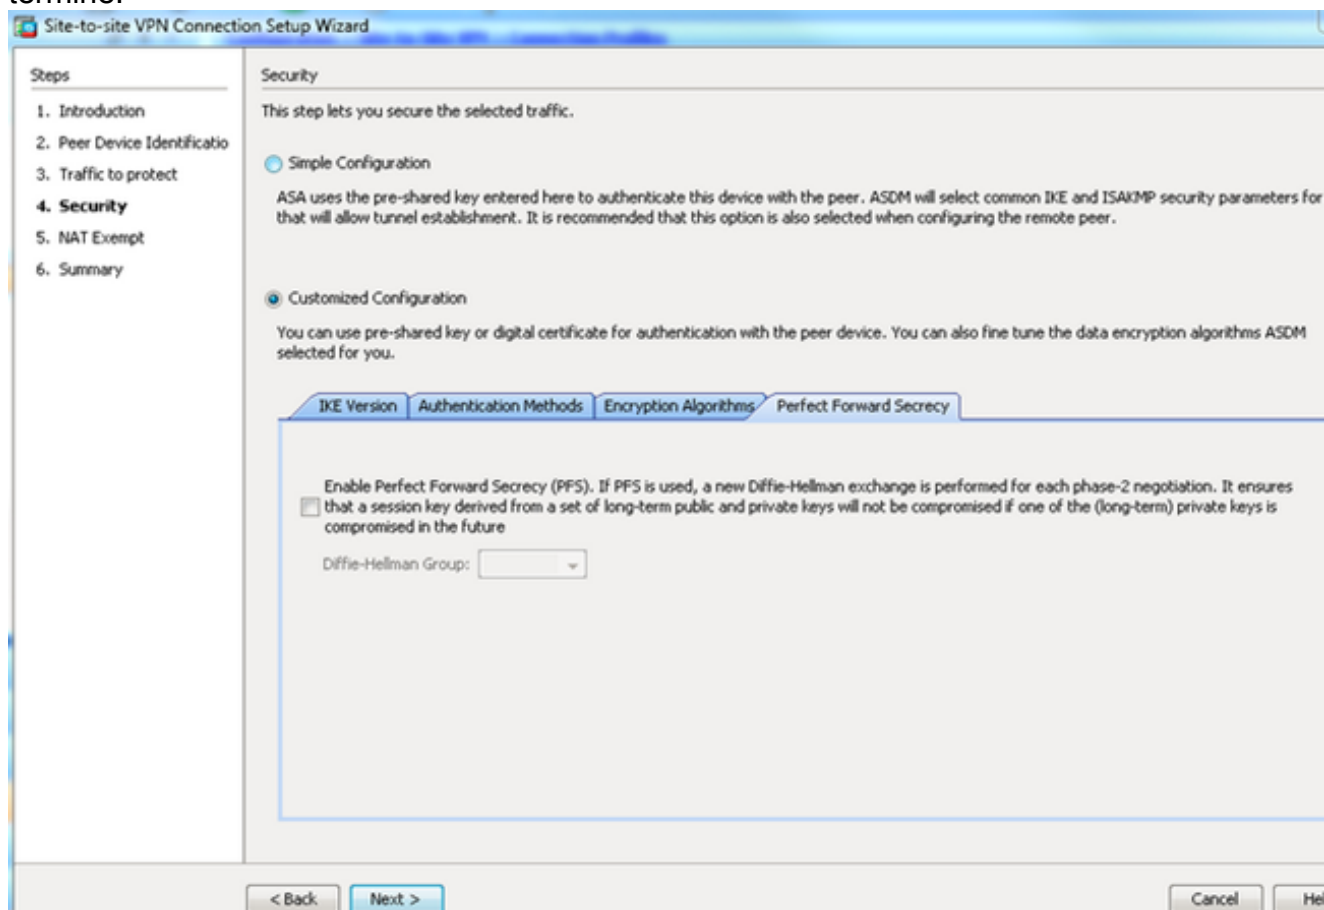 termine.
Site-to-site VPN Connection Setup Wizard
Steps
1. Introduction
2. Peer Device Identificatio
3. Traffic to protect
4. Security
5. NAT Exempt
6. Summary
Security
This step lets you secure the selected traffic.
Simple Configuration
ASA uses the pre-shared key entered here to authenticate this device with the peer. ASDM will select common IKE and ISAKMP security parameters for
that will allow tunnel establishment. It is recommended that this option is also selected when configuring the remote peer.
Customized Configuration
You can use pre-shared key or digital certificate for authentication with the peer device. You can also fine tune the data encryption algorithms ASDM
selected for you.
IKE Version Authentication Methods Encryption Algorithms Perfect Forward Secrecy
Enable Perfect Forward Secrecy (PFS). If PFS is used, a new Diffie-Hellman exchange is performed for each phase-2 negotiation. It ensures
that a session key derived from a set of long-term public and private keys will not be compromised if one of the (long-term) private keys is
compromised in the future
Diffie-Hellman Group:
< Back Next > Cancel Hel